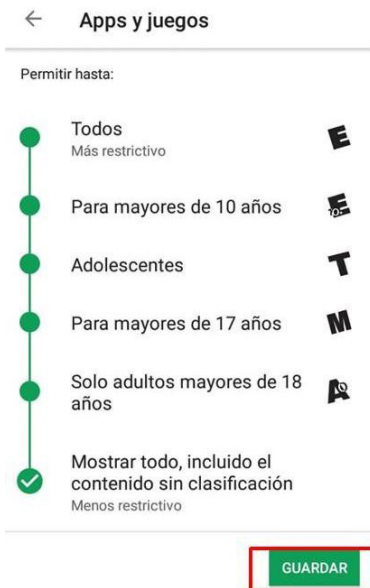 Apps y juegos
Permitir hasta:
Todos
E
Más restrictivo
Para mayores de 10 años
E
10+
Adolescentes
T
Para mayores de 17 años
M
Solo adultos mayores de 18
años
A
Mostrar todo, incluido el
contenido sin clasificación
Menos restrictivo
GUARDAR